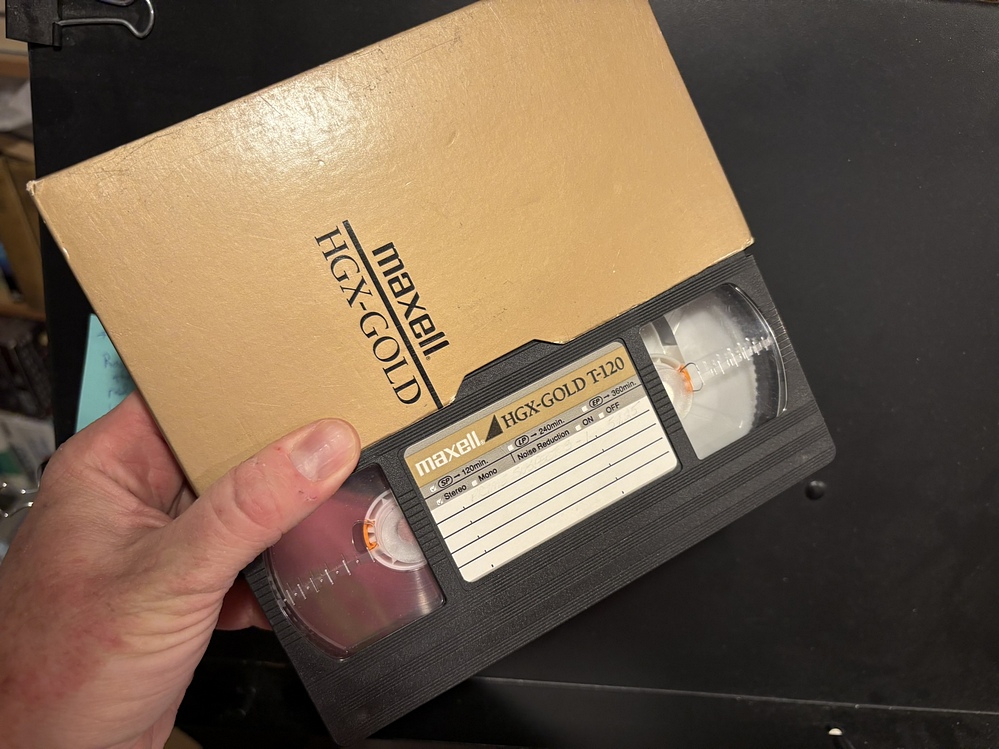 maxell®
HGX-GOLD
maxell® HGX-GOLD T-120
SP → 120min. LP → 240min. EP → 360min.
Stereo Mono Noise Reduction ON OFF